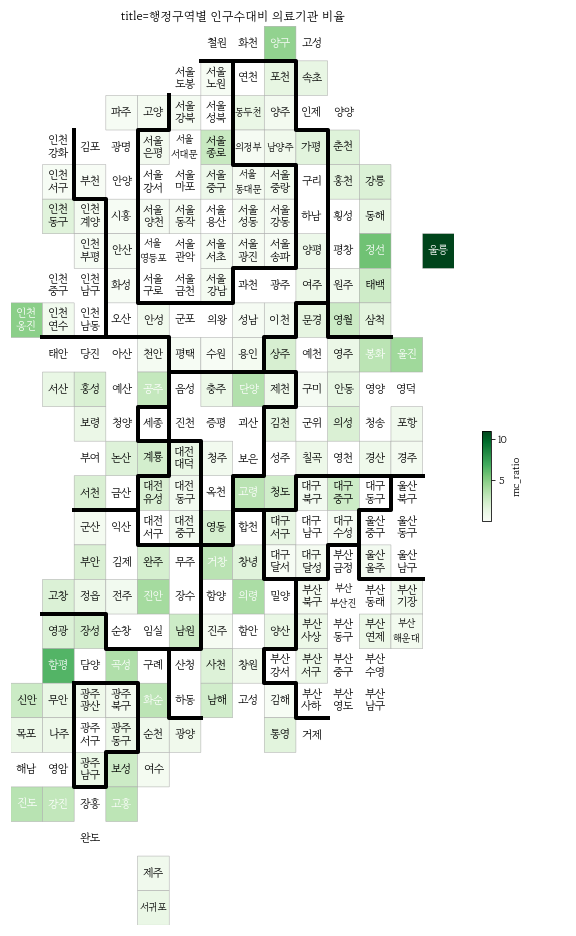 title=행정구역별 인구수대비 의료기관 비율
철원 화천 양구 고성
서울 도봉 서울 노원 연천 포천 속초
파주 고양 서울 강북 서울 성북 동두천 양주 인제 양양
인천 강화 김포 광명 서울 은평 서울 서대문 서울 종로 의정부 남양주 가평 춘천
인천 서구 부천 안양 서울 강서 서울 마포 서울 중구 서울 동대문 서울 중랑 구리 홍천 강릉
인천 동구 인천 계양 시흥 서울 양천 서울 동작 서울 용산 서울 성동 서울 강동 하남 횡성 동해
인천 부평 안산 서울 영등포 서울 관악 서울 서초 서울 광진 서울 송파 양평 평창 정선 울릉
인천 중구 인천 남구 화성 서울 구로 서울 금천 서울 강남 과천 광주 여주 원주 태백
인천 옹진 인천 연수 인천 남동 오산 안성 군포 의왕 성남 이천 문경 영월 삼척
태안 당진 아산 천안 평택 수원 용인 상주 예천 영주 봉화 울진
서산 홍성 예산 공주 음성 충주 단양 제천 구미 안동 영양 영덕
보령 청양 세종 진천 증평 괴산 김천 군위 의성 청송 포항
부여 논산 계룡 대전 대덕 청주 보은 성주 칠곡 영천 경산 경주
서천 금산 대전 유성 대전 동구 옥천 고령 청도 대구 북구 대구 중구 대구 동구 울산 북구
군산 익산 대전 서구 대전 중구 영동 합천 대구 서구 대구 남구 대구 수성 울산 중구 울산 동구
부안 김제 완주 무주 거창 창녕 대구 달서 대구 달성 부산 금정 울산 울주 울산 남구
고창 정읍 전주 진안 장수 함양 의령 밀양 부산 북구 부산 부산진 부산 동래 부산 기장
영광 장성 순창 임실 남원 진주 함안 양산 부산 사상 부산 동구 부산 연제 부산 해운대
함평 담양 곡성 구례 산청 사천 창원 부산 강서 부산 서구 부산 중구 부산 수영
신안 무안 광주 광산 광주 북구 화순 하동 남해 고성 김해 부산 사하 부산 영도 부산 남구
목포 나주 광주 서구 광주 동구 순천 광양 통영 거제
해남 영암 광주 남구 보성 여수
진도 강진 장흥 고흥
완도
제주
서귀포
10
5
mc_ratio